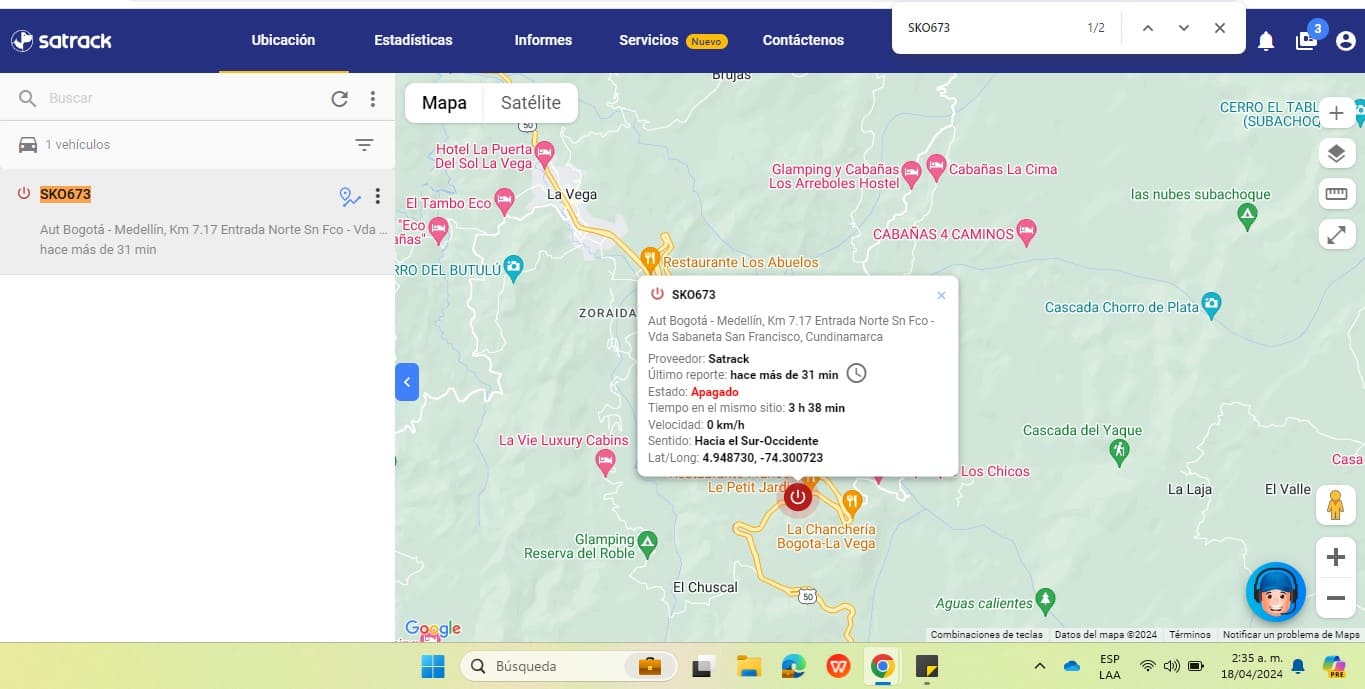 SKO673
1/2
satrack
Ubicación
Estadísticas
Informes
Servicios Nuevo
Contáctenos
3
Buscar
1 vehículos
SKO673
Aut Bogotá - Medellín, Km 7.17 Entrada Norte Sn Fco - Vda ...
hace más de 31 min
Mapa
Satélite
Brujas
50
CERRO EL TABL
(SUBACHOQ
Hotel La Puerta
Del Sol La Vega
La Vega
Glamping y Cabañas
Los Arreboles Hostel
Cabañas La Cima
El Tambo Eco
las nubes subachoque
"Eco
añas"
CABAÑAS 4 CAMINOS
RRO DEL BUTULÚ
Restaurante Los Abuelos
ZORAIDA
Cascada Chorro de Plata
SKO673
Aut Bogotá - Medellín, Km 7.17 Entrada Norte Sn Fco -
Vda Sabaneta San Francisco, Cundinamarca
Proveedor: Satrack
Último reporte: hace más de 31 min
Estado: Apagado
Tiempo en el mismo sitio: 3 h 38 min
Velocidad: 0 km/h
Sentido: Hacia el Sur-Occidente
Lat/Long: 4.948730, -74.300723
La Vie Luxury Cabins
Cascada del Yaque
Casa
Los Chicos
Le Petit Jardi
La Laja
El Valle
La Chanchería
Bogota-La Vega
Glamping
Reserva del Roble
El Chuscal
50
Aguas calientes
Google
Combinaciones de teclas
Datos del mapa ©2024
Términos
Notificar un problema de Maps
Búsqueda
ESP
LAA
2:35 a. m.
18/04/2024
PRE